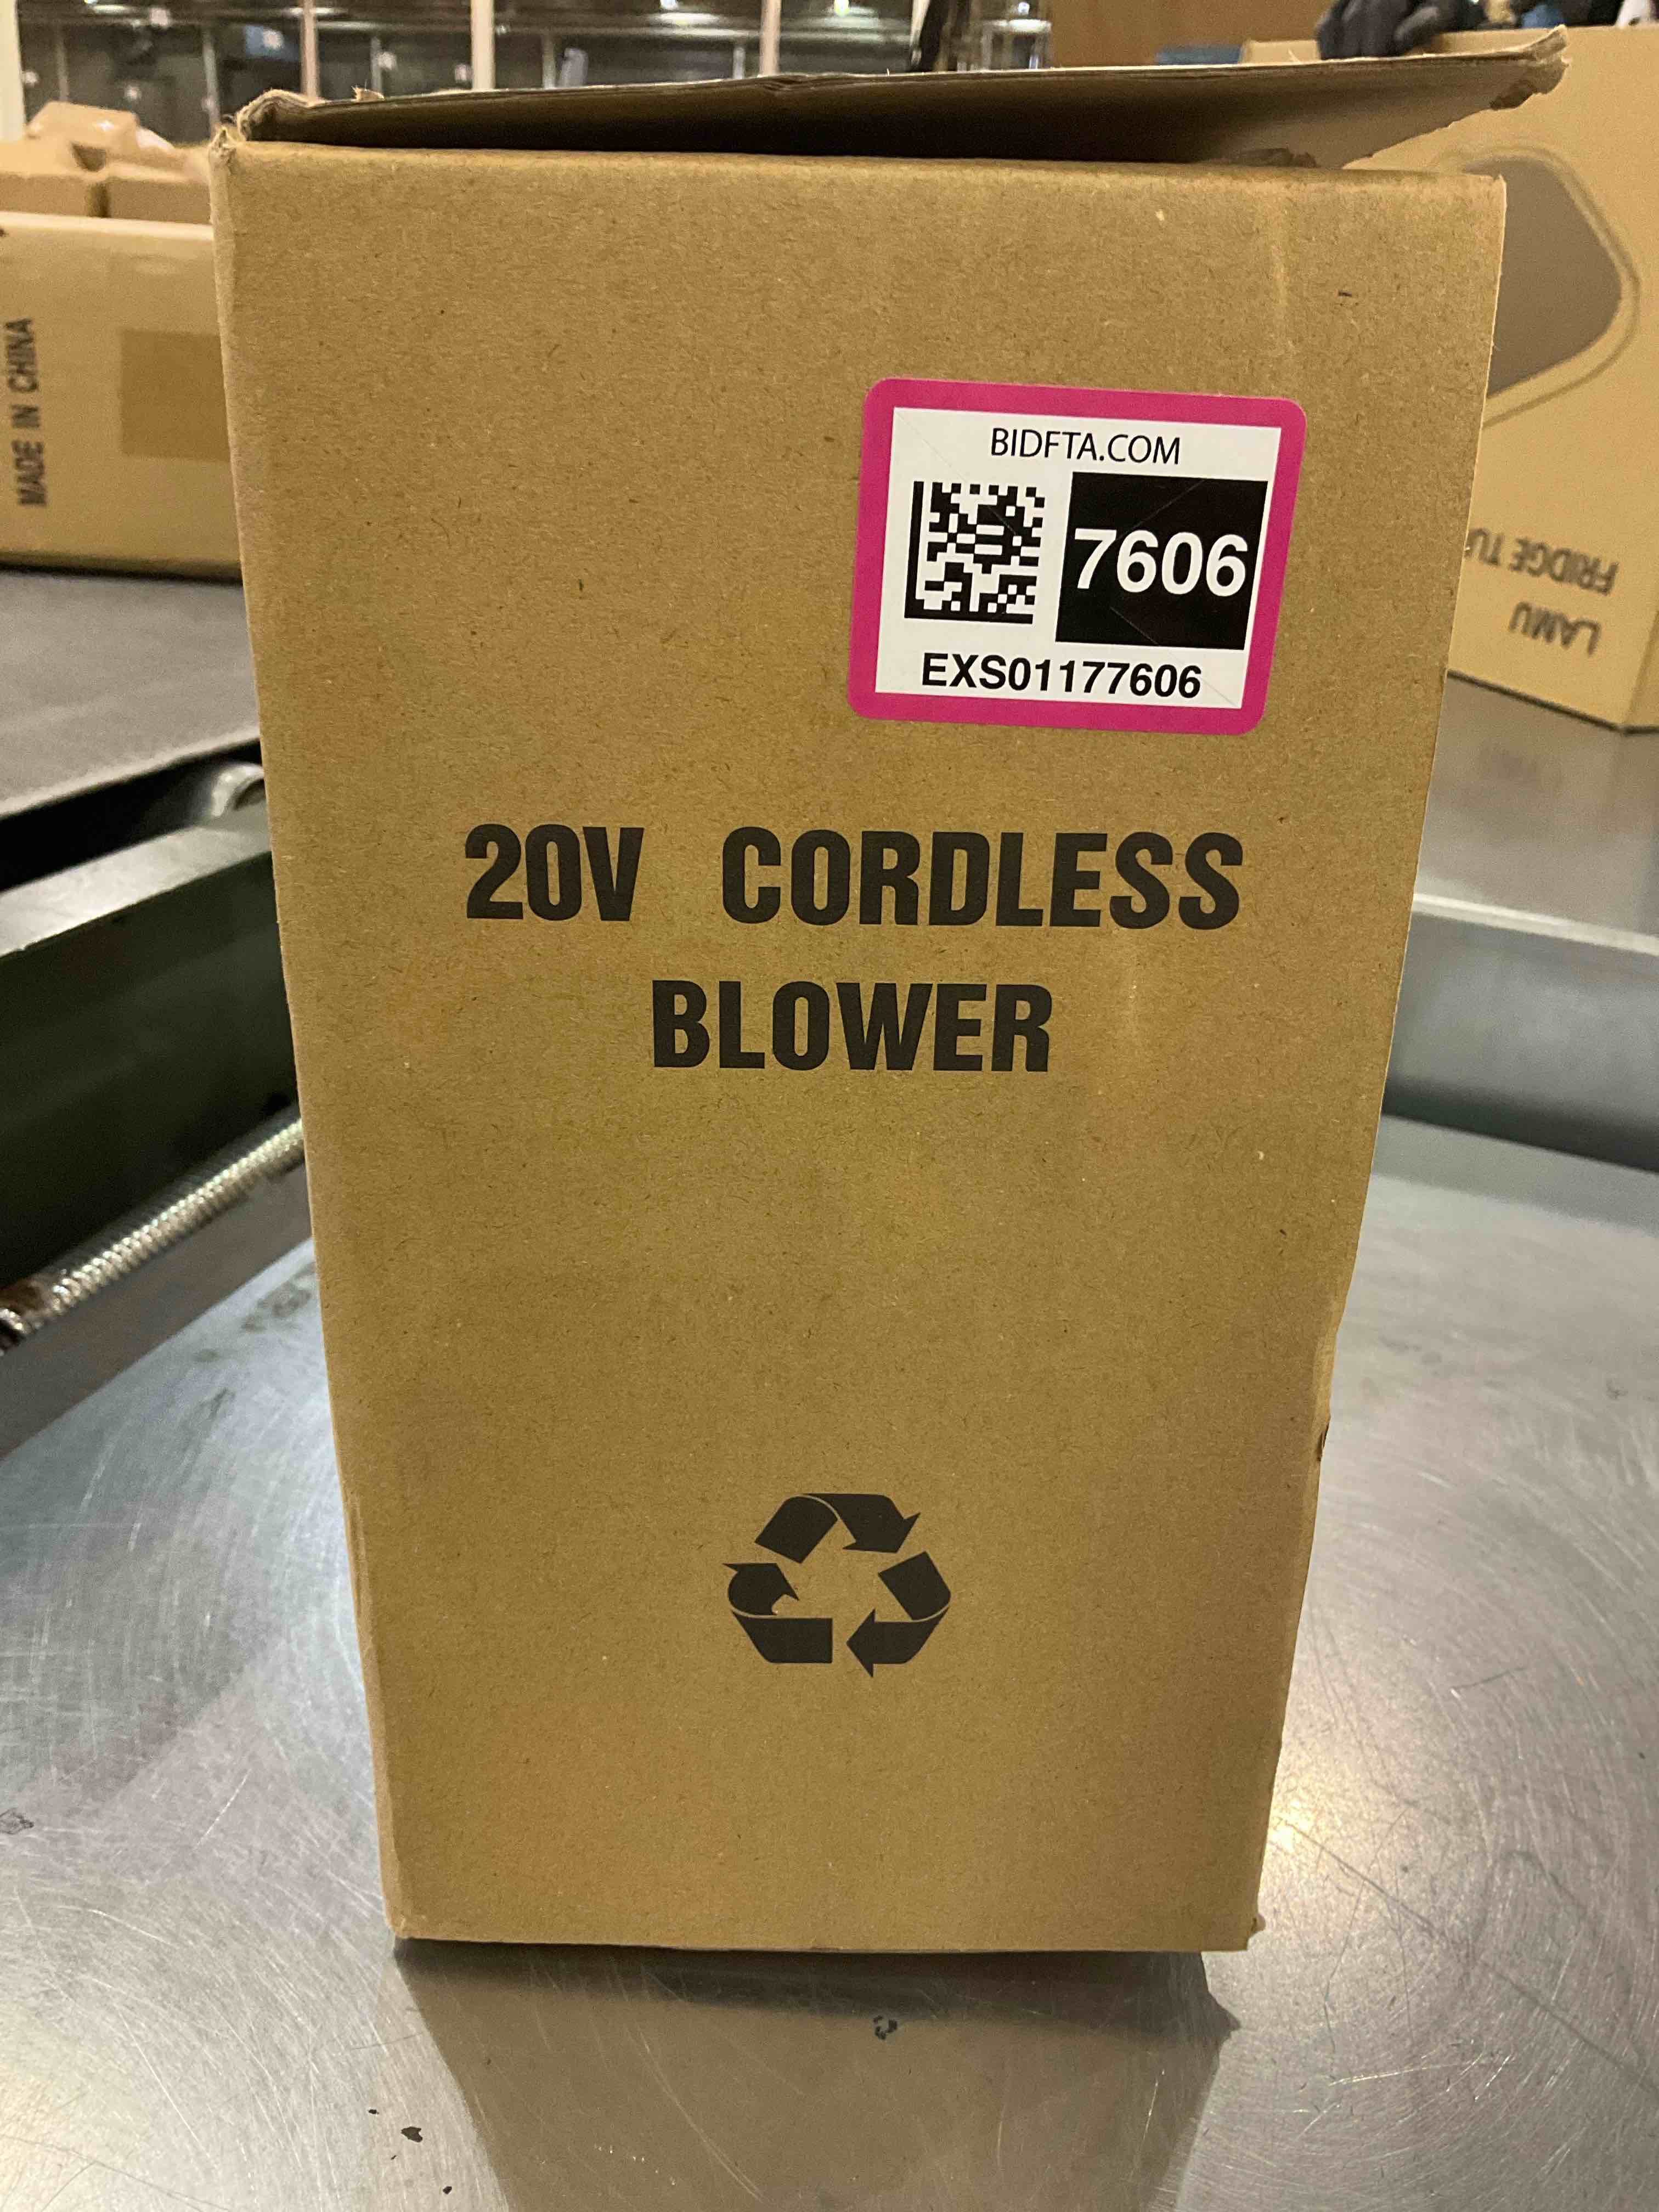 BIDFTA.COM
7606
EXS01177606
20V CORDLESS
BLOWER
MADE IN CHINA
LAMU
FRIDGE